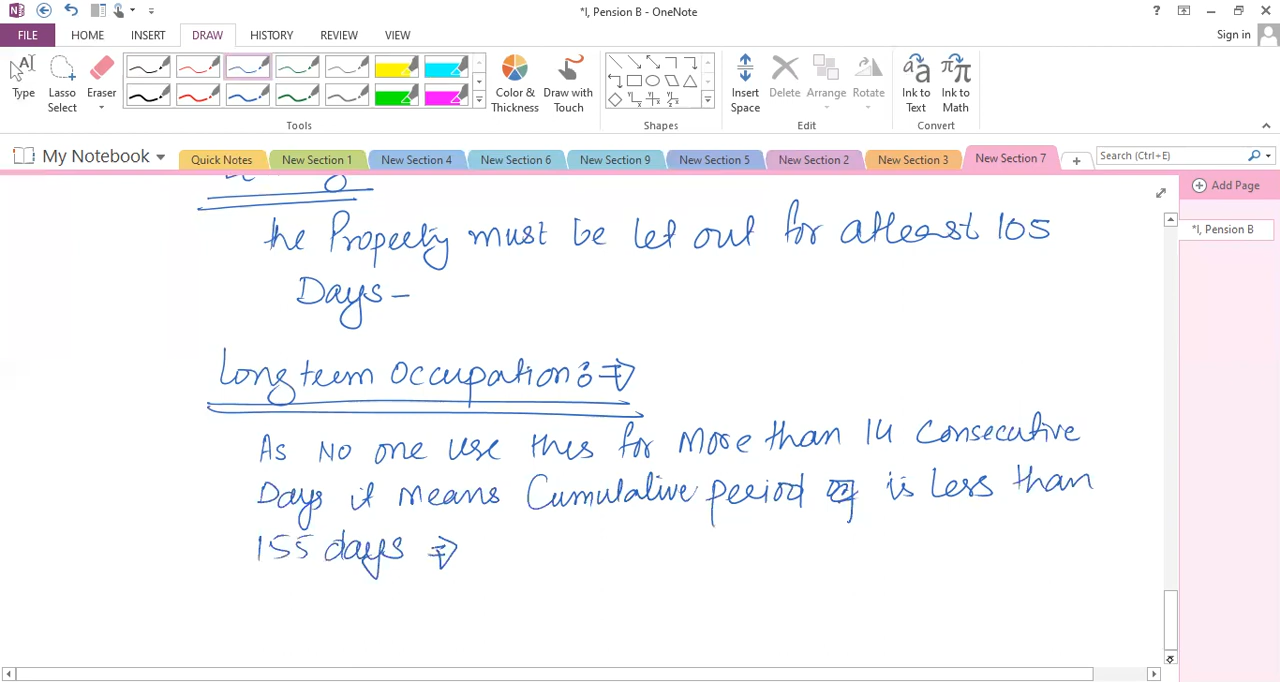 *I, Pension B - OneNote
FILE HOME INSERT DRAW HISTORY REVIEW VIEW
Sign in
Type
Lasso Select
Eraser
Color & Thickness
Draw with Touch
Insert Space
Delete
Arrange
Rotate
Ink to Text
Ink to Math
Tools Shapes Edit Convert
My Notebook Quick Notes New Section 1 New Section 4 New Section 6 New Section 9 New Section 5 New Section 2 New Section 3 New Section 7
Search (Ctrl+E)
Add Page
*I, Pension B
the Property must be let out for atleast 105
Days -
Long term Occupation :⇒
As No one use this for More than 14 Consecutive
Days it means Cumulative period is less than
155 days ⇒